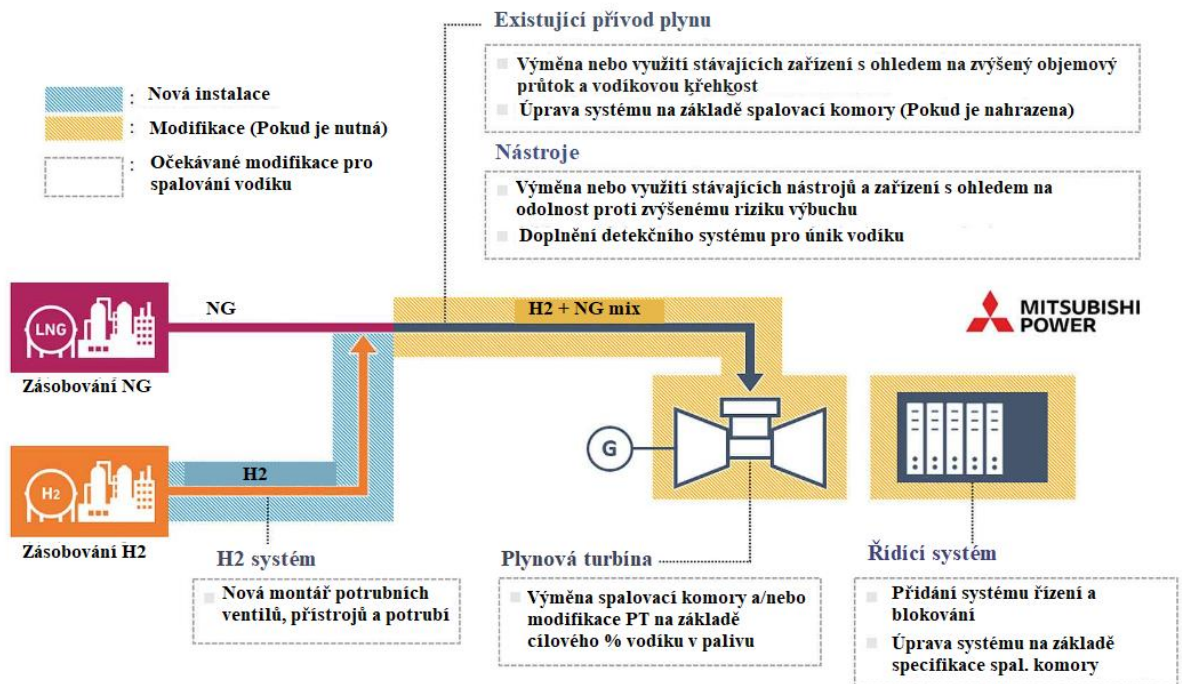 Existující přívod plynu
Výměna nebo využití stávajících zařízení s ohledem na zvýšený objemový
průtok a vodíkovou křehkost
Úprava systému na základě spalovací komory (Pokud je nahrazena)
: Nová instalace
: Modifikace (Pokud je nutná)
: Očekávané modifikace pro
spalování vodíku
Nástroje
Výměna nebo využití stávajících nástrojů a zařízení s ohledem na
odolnost proti zvýšenému riziku výbuchu
Doplnění detekčního systému pro únik vodíku
LNG
NG
H2 + NG mix
MITSUBISHI
POWER
Zásobování NG
G
H2
H2
Zásobování H2
H2 systém
Nová montář potrubních
ventilů, přístrojů a potrubí
Plynová turbína
Výměna spalovací komory a/nebo
modifikace PT na základě
cílového % vodíku v palivu
Řídící systém
Přidání systému řízení a
blokování
Úprava systému na základě
specifikace spal. komory